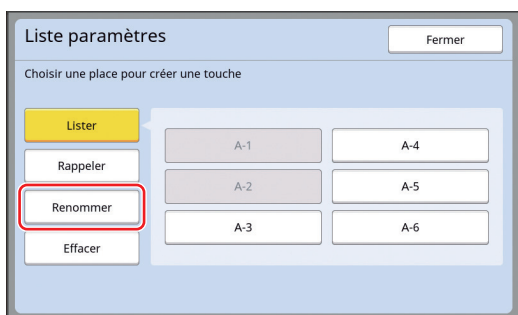 Liste paramètres
Fermer
Choisir une place pour créer une touche
Lister
Rappeler
Renommer
Effacer
A-1
A-2
A-3
A-4
A-5
A-6